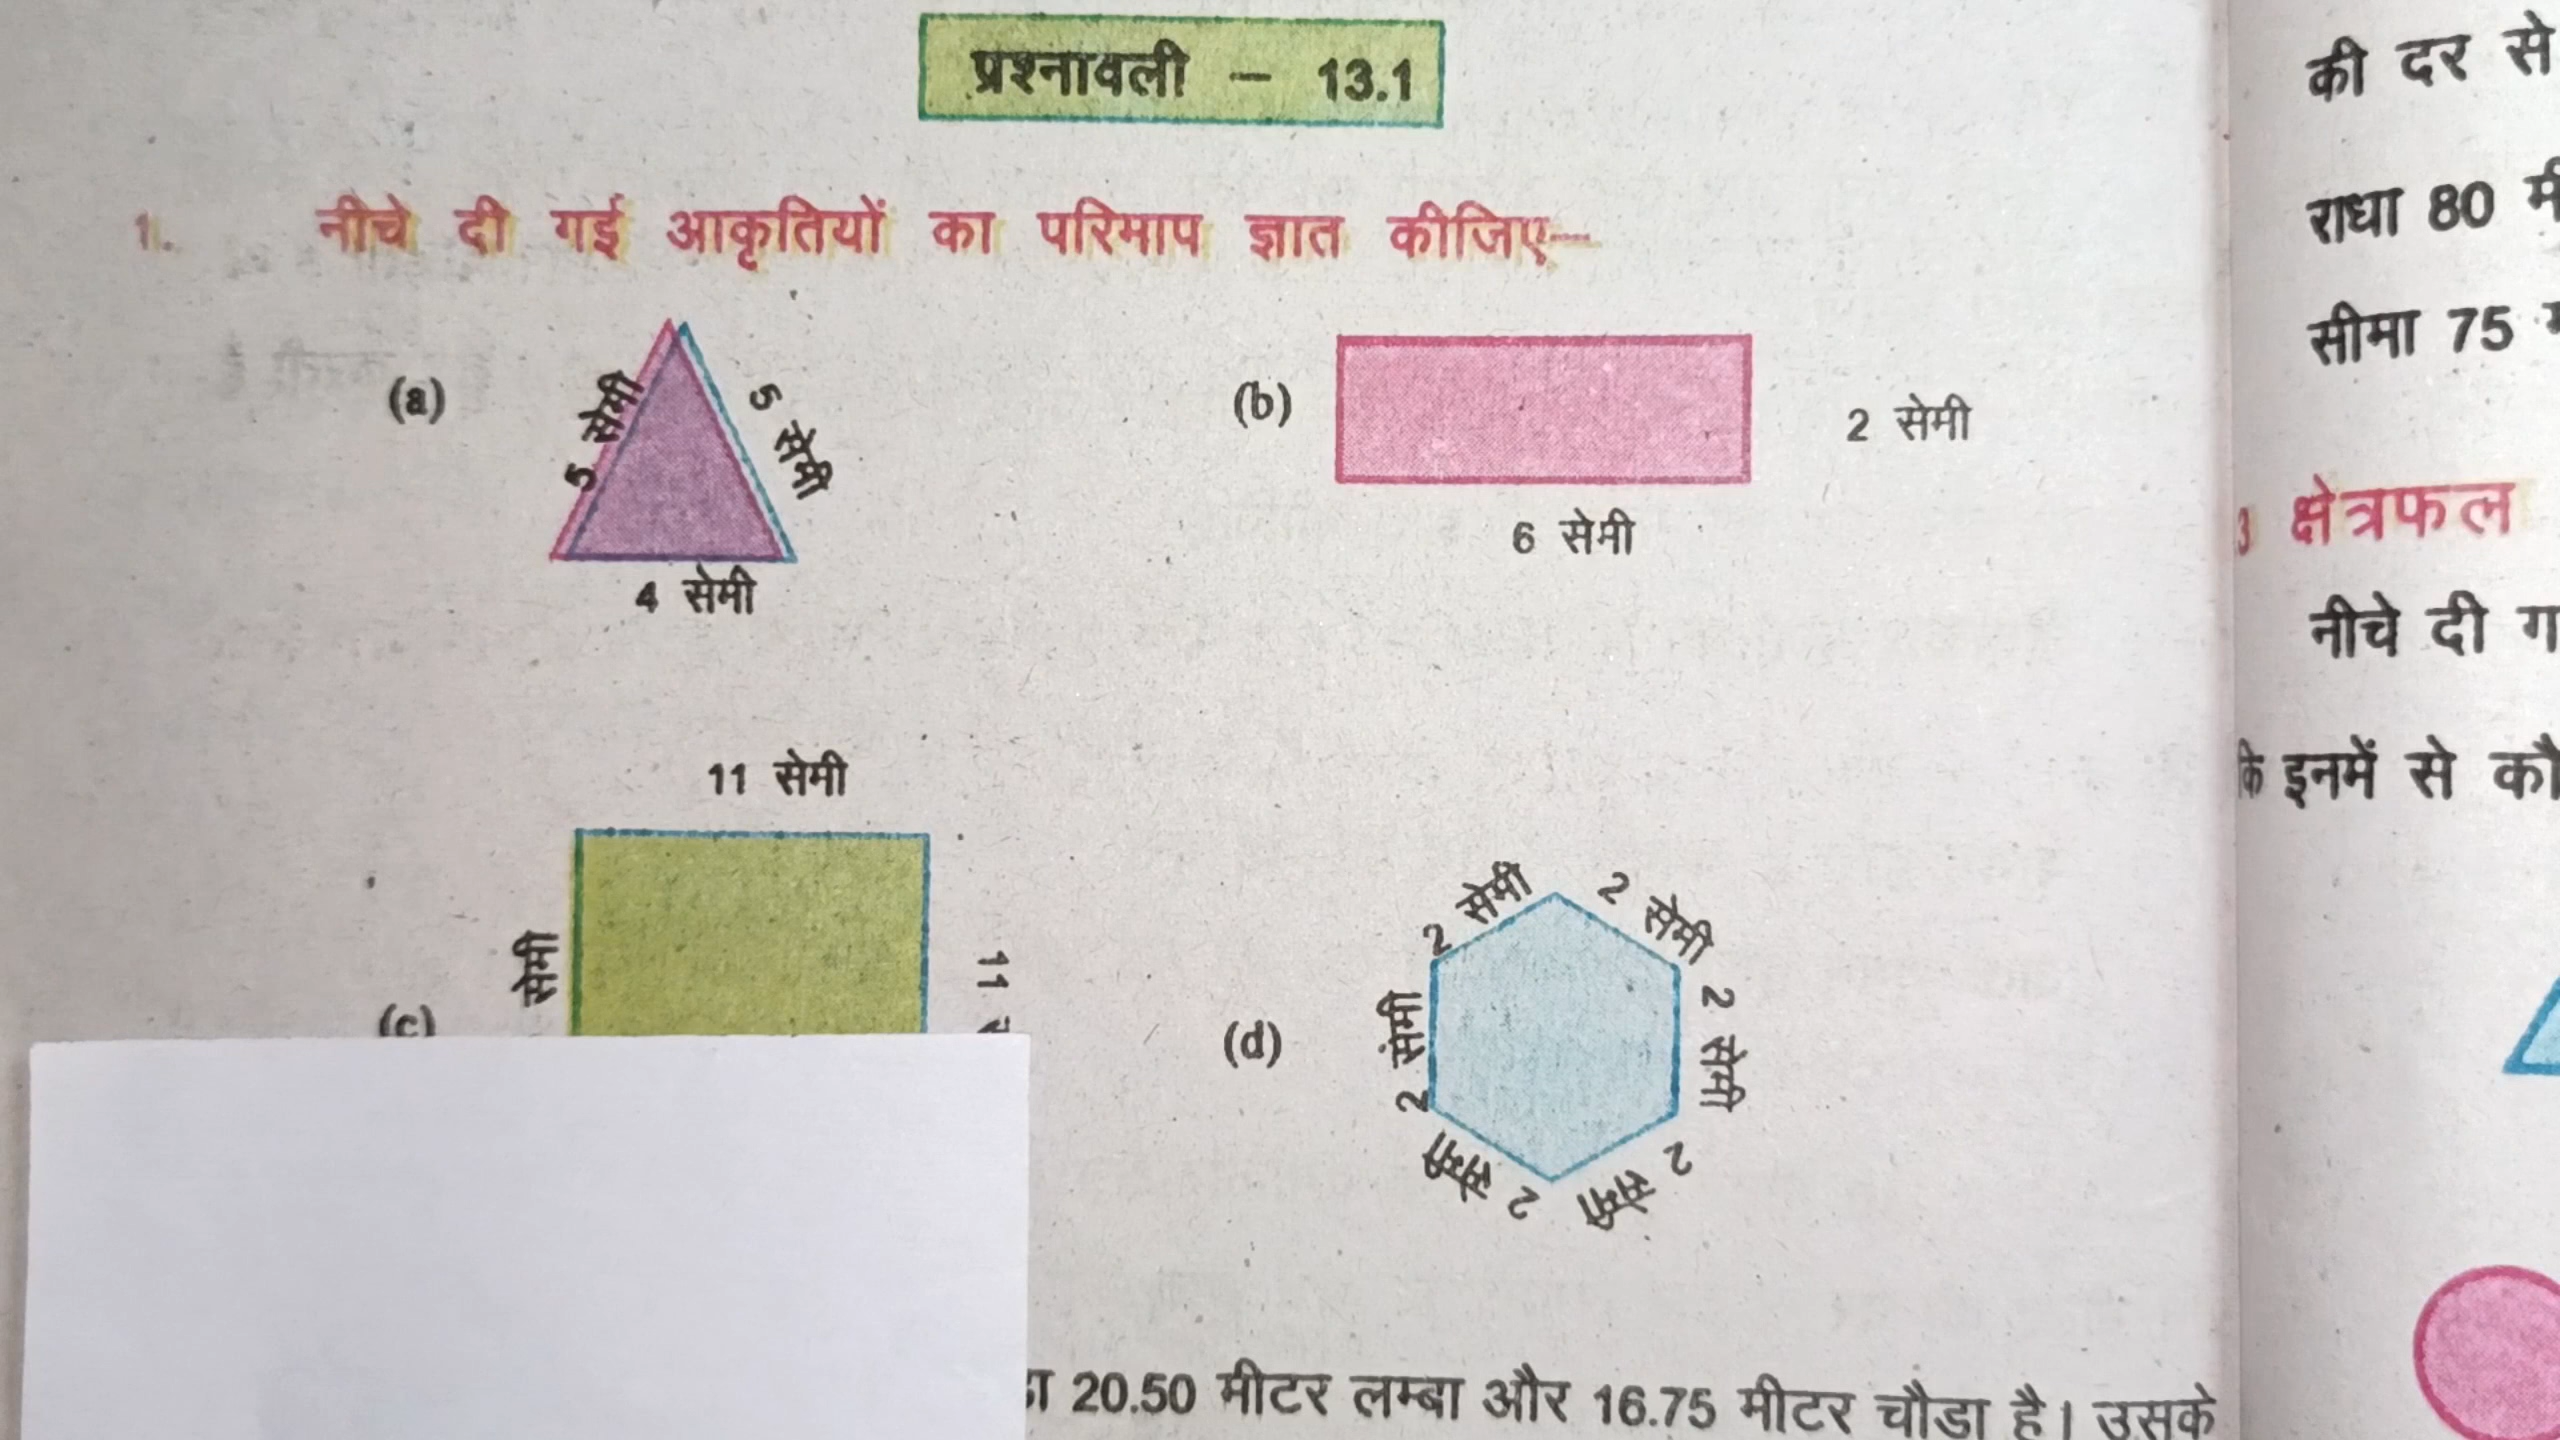 प्रश्नावली – 13.1
1. नीचे दी गई आकृतियों का परिमाप ज्ञात कीजिए—
(a)
5 सेमी
5 सेमी
4 सेमी
(b)
2 सेमी
6 सेमी
11 सेमी
(c)
सेमी
11
(d)
2 सेमी
2 सेमी
2 सेमी
2 सेमी
2 सेमी
2 सेमी
20.50 मीटर लम्बा और 16.75 मीटर चौडा है। उसके
की दर से
राधा 80
सीमा 75
3 क्षेत्रफल
नीचे दी
इनमें से